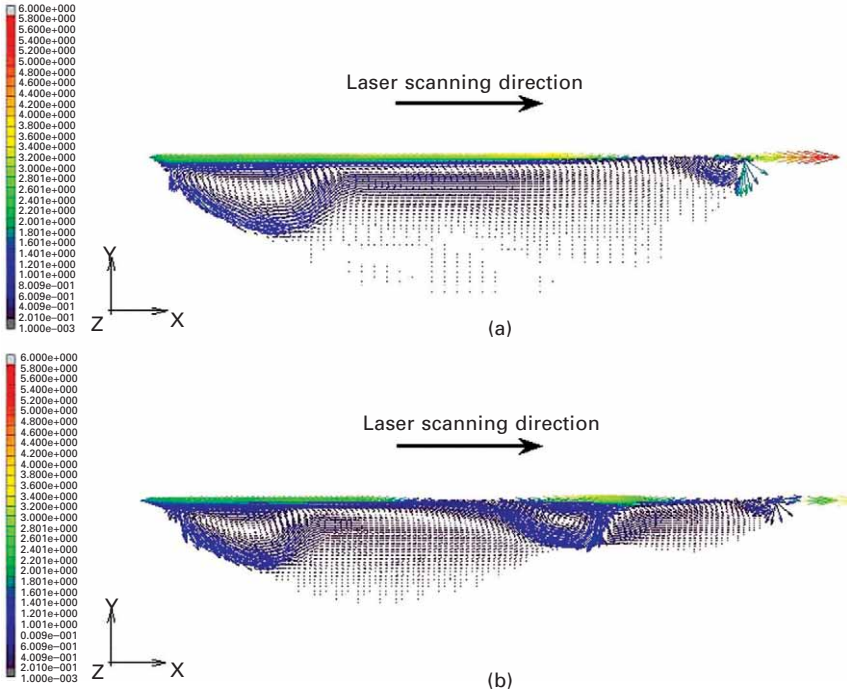 6.000e+000
5.800e+000
5.600e+000
5.400e+000
5.200e+000
5.000e+000
4.800e+000
4.600e+000
4.400e+000
4.200e+000
4.000e+000
3.800e+000
3.600e+000
3.400e+000
3.200e+000
3.001e+000
2.801e+000
2.601e+000
2.401e+000
2.201e+000
2.001e+000
1.801e+000
1.601e+000
1.401e+000
1.201e+000
1.001e+000
8.009e−001
6.009e−001
4.009e−001
2.010e−001
1.000e−003
Laser scanning direction
Y
Z X
(a)
6.000e+000
5.800e+000
5.600e+000
5.400e+000
5.200e+000
5.000e+000
4.800e+000
4.600e+000
4.400e+000
4.200e+000
4.000e+000
3.800e+000
3.600e+000
3.400e+000
3.200e+000
3.001e+000
2.801e+000
2.601e+000
2.401e+000
2.201e+000
2.001e+000
1.801e+000
1.601e+000
1.401e+000
1.201e+000
1.001e+000
0.009e−001
6.009e−001
4.009e−001
2.010e−001
1.000e−003
Laser scanning direction
Y
Z X
(b)